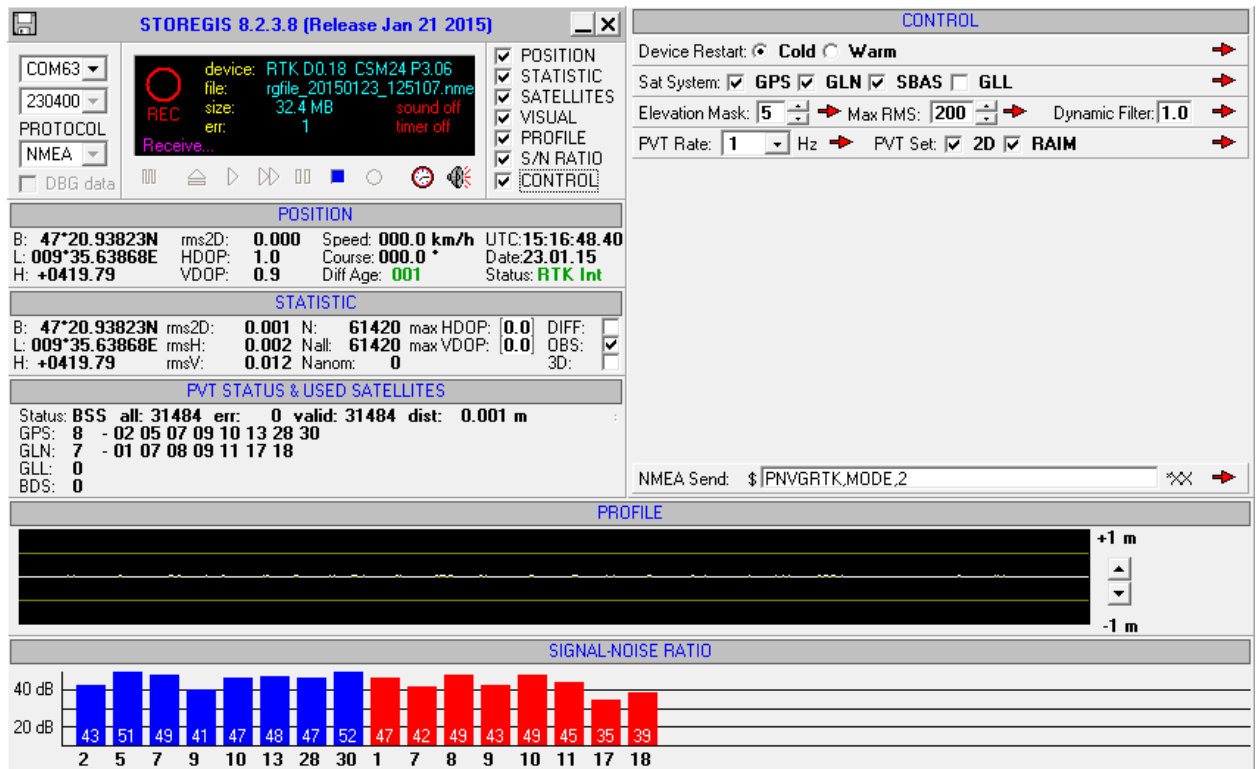 STOREGIS 8.2.3.8 (Release Jan 21 2015)
COM63
230400
PROTOCOL
NMEA
DBG data
device: RTK D0.18 CSM24 P3.06
file: rgfile_20150123_125107.nme
REC size: 32.4 MB sound off
err: 1 timer off
Receive...
POSITION
STATISTIC
SATELLITES
VISUAL
PROFILE
S/N RATIO
CONTROL
POSITION
B: 47*20.93823N rms2D: 0.000 Speed: 000.0 km/h UTC:15:16:48.40
L: 009*35.63868E HDOP: 1.0 Course: 000.0 * Date:23.01.15
H: +0419.79 VDOP: 0.9 Diff Age: 001 Status: RTK Int
STATISTIC
B: 47*20.93823N rms2D: 0.001 N: 61420 max HDOP: [0.0] DIFF:
L: 009*35.63868E rmsH: 0.002 Nall: 61420 max VDOP: [0.0] OBS:
H: +0419.79 rmsV: 0.012 Nanom: 0 3D:
PVT STATUS & USED SATELLITES
Status: BSS all: 31484 err: 0 valid: 31484 dist: 0.001 m :
GPS: 8 - 02 05 07 09 10 13 28 30
GLN: 7 - 01 07 08 09 11 17 18
GLL: 0
BDS: 0
CONTROL
Device Restart: Cold Warm
Sat System: GPS GLN SBAS GLL
Elevation Mask: 5 Max RMS: 200 Dynamic Filter: 1.0
PVT Rate: 1 Hz PVT Set: 2D RAIM
NMEA Send: $ PNVGRTK,MODE,2 *XX
PROFILE
+1 m
-1 m
SIGNAL-NOISE RATIO
40 dB
20 dB
43 51 49 41 47 48 47 52 47 42 49 43 49 45 35 39
2 5 7 9 10 13 28 30 1 7 8 9 10 11 17 18